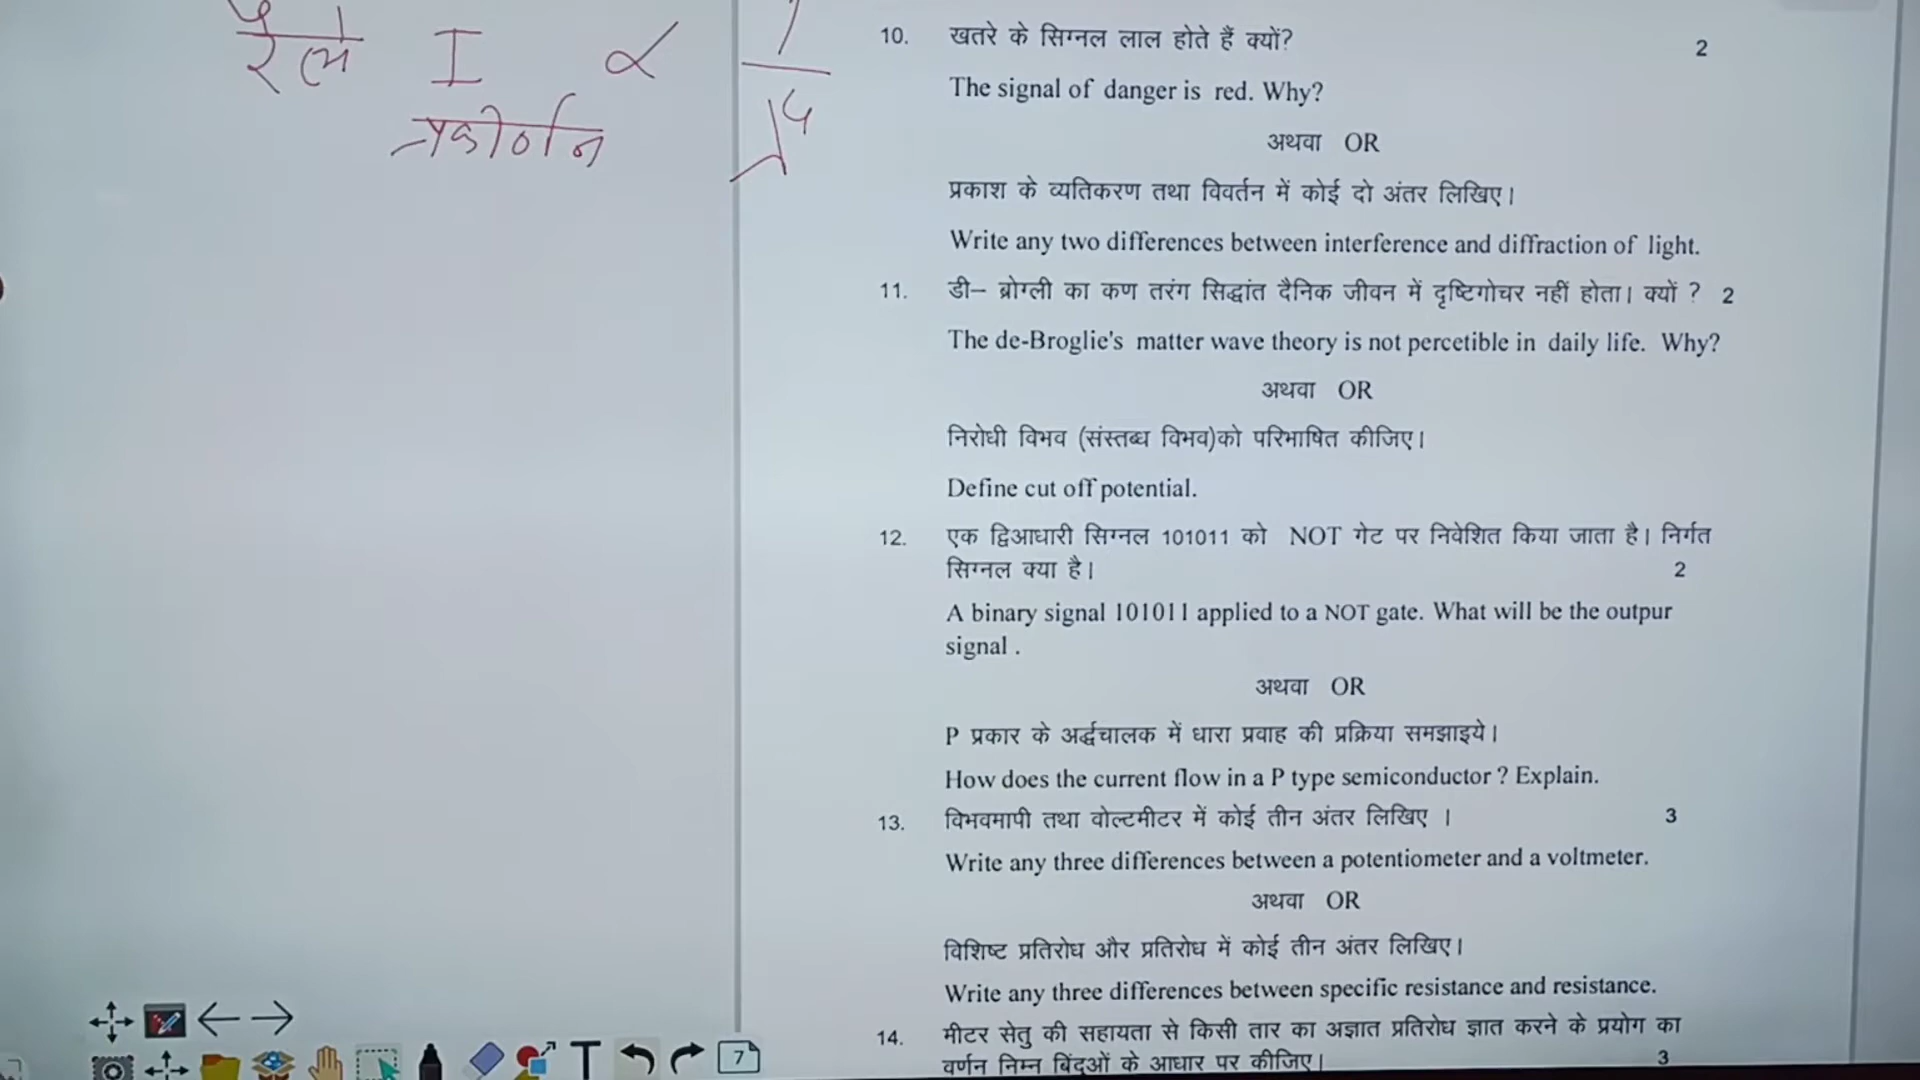 रैले I ∝ 1
प्रकीर्णन λ4
10. खतरे के सिग्नल लाल होते हैं क्यों? 2
The signal of danger is red. Why?
अथवा OR
प्रकाश के व्यतिकरण तथा विवर्तन में कोई दो अंतर लिखिए।
Write any two differences between interference and diffraction of light.
11. डी– ब्रोग्ली का कण तरंग सिद्धांत दैनिक जीवन में दृष्टिगोचर नहीं होता। क्यों ? 2
The de-Broglie's matter wave theory is not percetible in daily life. Why?
अथवा OR
निरोधी विभव (संस्तब्ध विभव)को परिभाषित कीजिए।
Define cut off potential.
12. एक द्विआधारी सिग्नल 101011 को NOT गेट पर निवेशित किया जाता है। निर्गत
सिग्नल क्या है। 2
A binary signal 101011 applied to a NOT gate. What will be the outpur
signal .
अथवा OR
P प्रकार के अर्द्धचालक में धारा प्रवाह की प्रक्रिया समझाइये।
How does the current flow in a P type semiconductor ? Explain.
13. विभवमापी तथा वोल्टमीटर में कोई तीन अंतर लिखिए । 3
Write any three differences between a potentiometer and a voltmeter.
अथवा OR
विशिष्ट प्रतिरोध और प्रतिरोध में कोई तीन अंतर लिखिए।
Write any three differences between specific resistance and resistance.
14. मीटर सेतु की सहायता से किसी तार का अज्ञात प्रतिरोध ज्ञात करने के प्रयोग का
वर्णन निम्न बिंदुओं के आधार पर कीजिए। 3
T 7